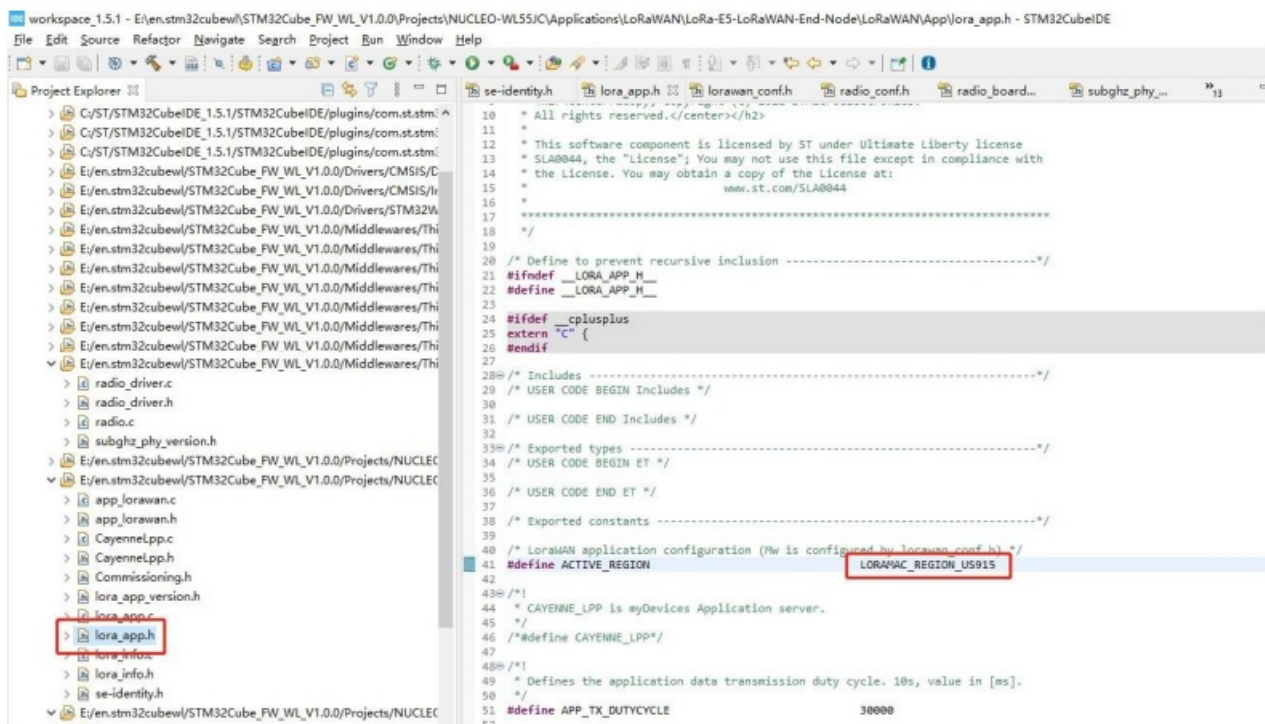 workspace_1.5.1 - E:\en.stm32cubewl\STM32Cube_FW_WL_V1.0.0\Projects\NUCLEO-WL55JC\Applications\LoRaWAN\LoRa-E5-LoRaWAN-End-Node\LoRaWAN\App\lora_app.h - STM32CubeIDE
File Edit Source Refactor Navigate Search Project Run Window Help
Project Explorer
C:/ST/STM32CubeIDE_1.5.1/STM32CubeIDE/plugins/com.st.stm
C:/ST/STM32CubeIDE_1.5.1/STM32CubeIDE/plugins/com.st.stm
C:/ST/STM32CubeIDE_1.5.1/STM32CubeIDE/plugins/com.st.stm
E:/en.stm32cubewl/STM32Cube_FW_WL_V1.0.0/Drivers/CMSIS/D
E:/en.stm32cubewl/STM32Cube_FW_WL_V1.0.0/Drivers/CMSIS/I
E:/en.stm32cubewl/STM32Cube_FW_WL_V1.0.0/Drivers/STM32W
E:/en.stm32cubewl/STM32Cube_FW_WL_V1.0.0/Middlewares/Thi
E:/en.stm32cubewl/STM32Cube_FW_WL_V1.0.0/Middlewares/Thi
E:/en.stm32cubewl/STM32Cube_FW_WL_V1.0.0/Middlewares/Thi
E:/en.stm32cubewl/STM32Cube_FW_WL_V1.0.0/Middlewares/Thi
E:/en.stm32cubewl/STM32Cube_FW_WL_V1.0.0/Middlewares/Thi
E:/en.stm32cubewl/STM32Cube_FW_WL_V1.0.0/Middlewares/Thi
E:/en.stm32cubewl/STM32Cube_FW_WL_V1.0.0/Middlewares/Thi
radio_driver.c
radio_driver.h
radio.c
subghz_phy_version.h
E:/en.stm32cubewl/STM32Cube_FW_WL_V1.0.0/Projects/NUCLEC
E:/en.stm32cubewl/STM32Cube_FW_WL_V1.0.0/Projects/NUCLEC
app_lorawan.c
app_lorawan.h
CayenneLpp.c
CayenneLpp.h
Commissioning.h
lora_app_version.h
lora_app.c
lora_app.h
lora_info.c
lora_info.h
se-identity.h
E:/en.stm32cubewl/STM32Cube_FW_WL_V1.0.0/Projects/NUCLEC
se-identity.h lora_app.h lorawan_conf.h radio_conf.h radio_board... subghz_phy_... »13
10 * All rights reserved.</center></h2>
11 *
12 * This software component is licensed by ST under Ultimate Liberty license
13 * SLA0044, the "License"; You may not use this file except in compliance with
14 * the License. You may obtain a copy of the License at:
15 * www.st.com/SLA0044
16 *
17 ******************************************************************************
18 */
19
20 /* Define to prevent recursive inclusion -------------------------------------*/
21 #ifndef __LORA_APP_H__
22 #define __LORA_APP_H__
23
24 #ifdef __cplusplus
25 extern "C" {
26 #endif
27
28 /* Includes ------------------------------------------------------------------*/
29 /* USER CODE BEGIN Includes */
30
31 /* USER CODE END Includes */
32
33 /* Exported types ------------------------------------------------------------*/
34 /* USER CODE BEGIN ET */
35
36 /* USER CODE END ET */
37
38 /* Exported constants --------------------------------------------------------*/
39
40 /* LoraWAN application configuration (Mw is configured by lorawan_conf.h) */
41 #define ACTIVE_REGION LORAMAC_REGION_US915
42
43 /*!
44 * CAYENNE_LPP is myDevices Application server.
45 */
46 /*#define CAYENNE_LPP*/
47
48 /*!
49 * Defines the application data transmission duty cycle. 10s, value in [ms].
50 */
51 #define APP_TX_DUTYCYCLE 30000